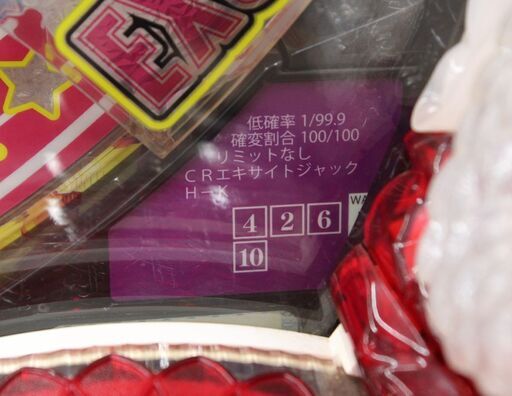 EX
低確率 1/99.9
確変割合 100/100
リミットなし
ＣＲエキサイトジャック
Ｈ－Ｋ
4 2 6
10